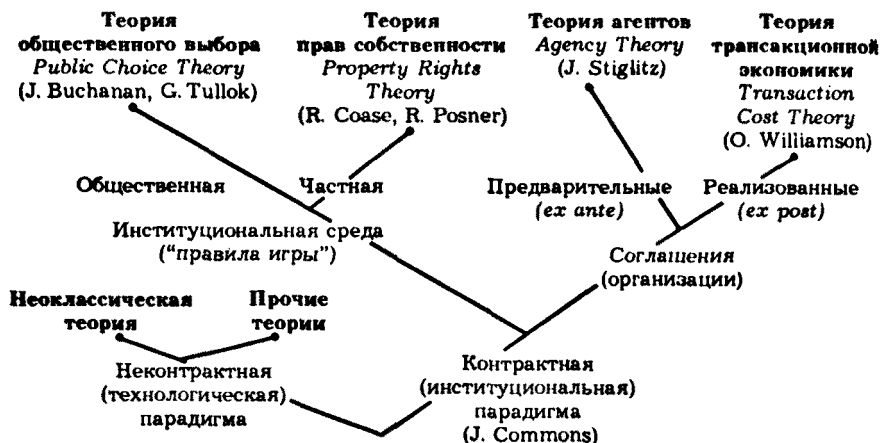 Теория
общественного выбора
Public Choice Theory
(J. Buchanan, G. Tullok)
Теория
прав собственности
Property Rights
Theory
(R. Coase, R. Posner)
Теория агентов
Agency Theory
(J. Stiglitz)
Теория
трансакционной
экономики
Transaction
Cost Theory
(O. Williamson)
Общественная
Частная
Предварительные
(ex ante)
Реализованные
(ex post)
Институциональная среда
(“правила игры”)
Соглашения
(организации)
Неоклассическая
теория
Прочие
теории
Неконтрактная
(технологическая)
парадигма
Контрактная
(институциональная)
парадигма
(J. Commons)